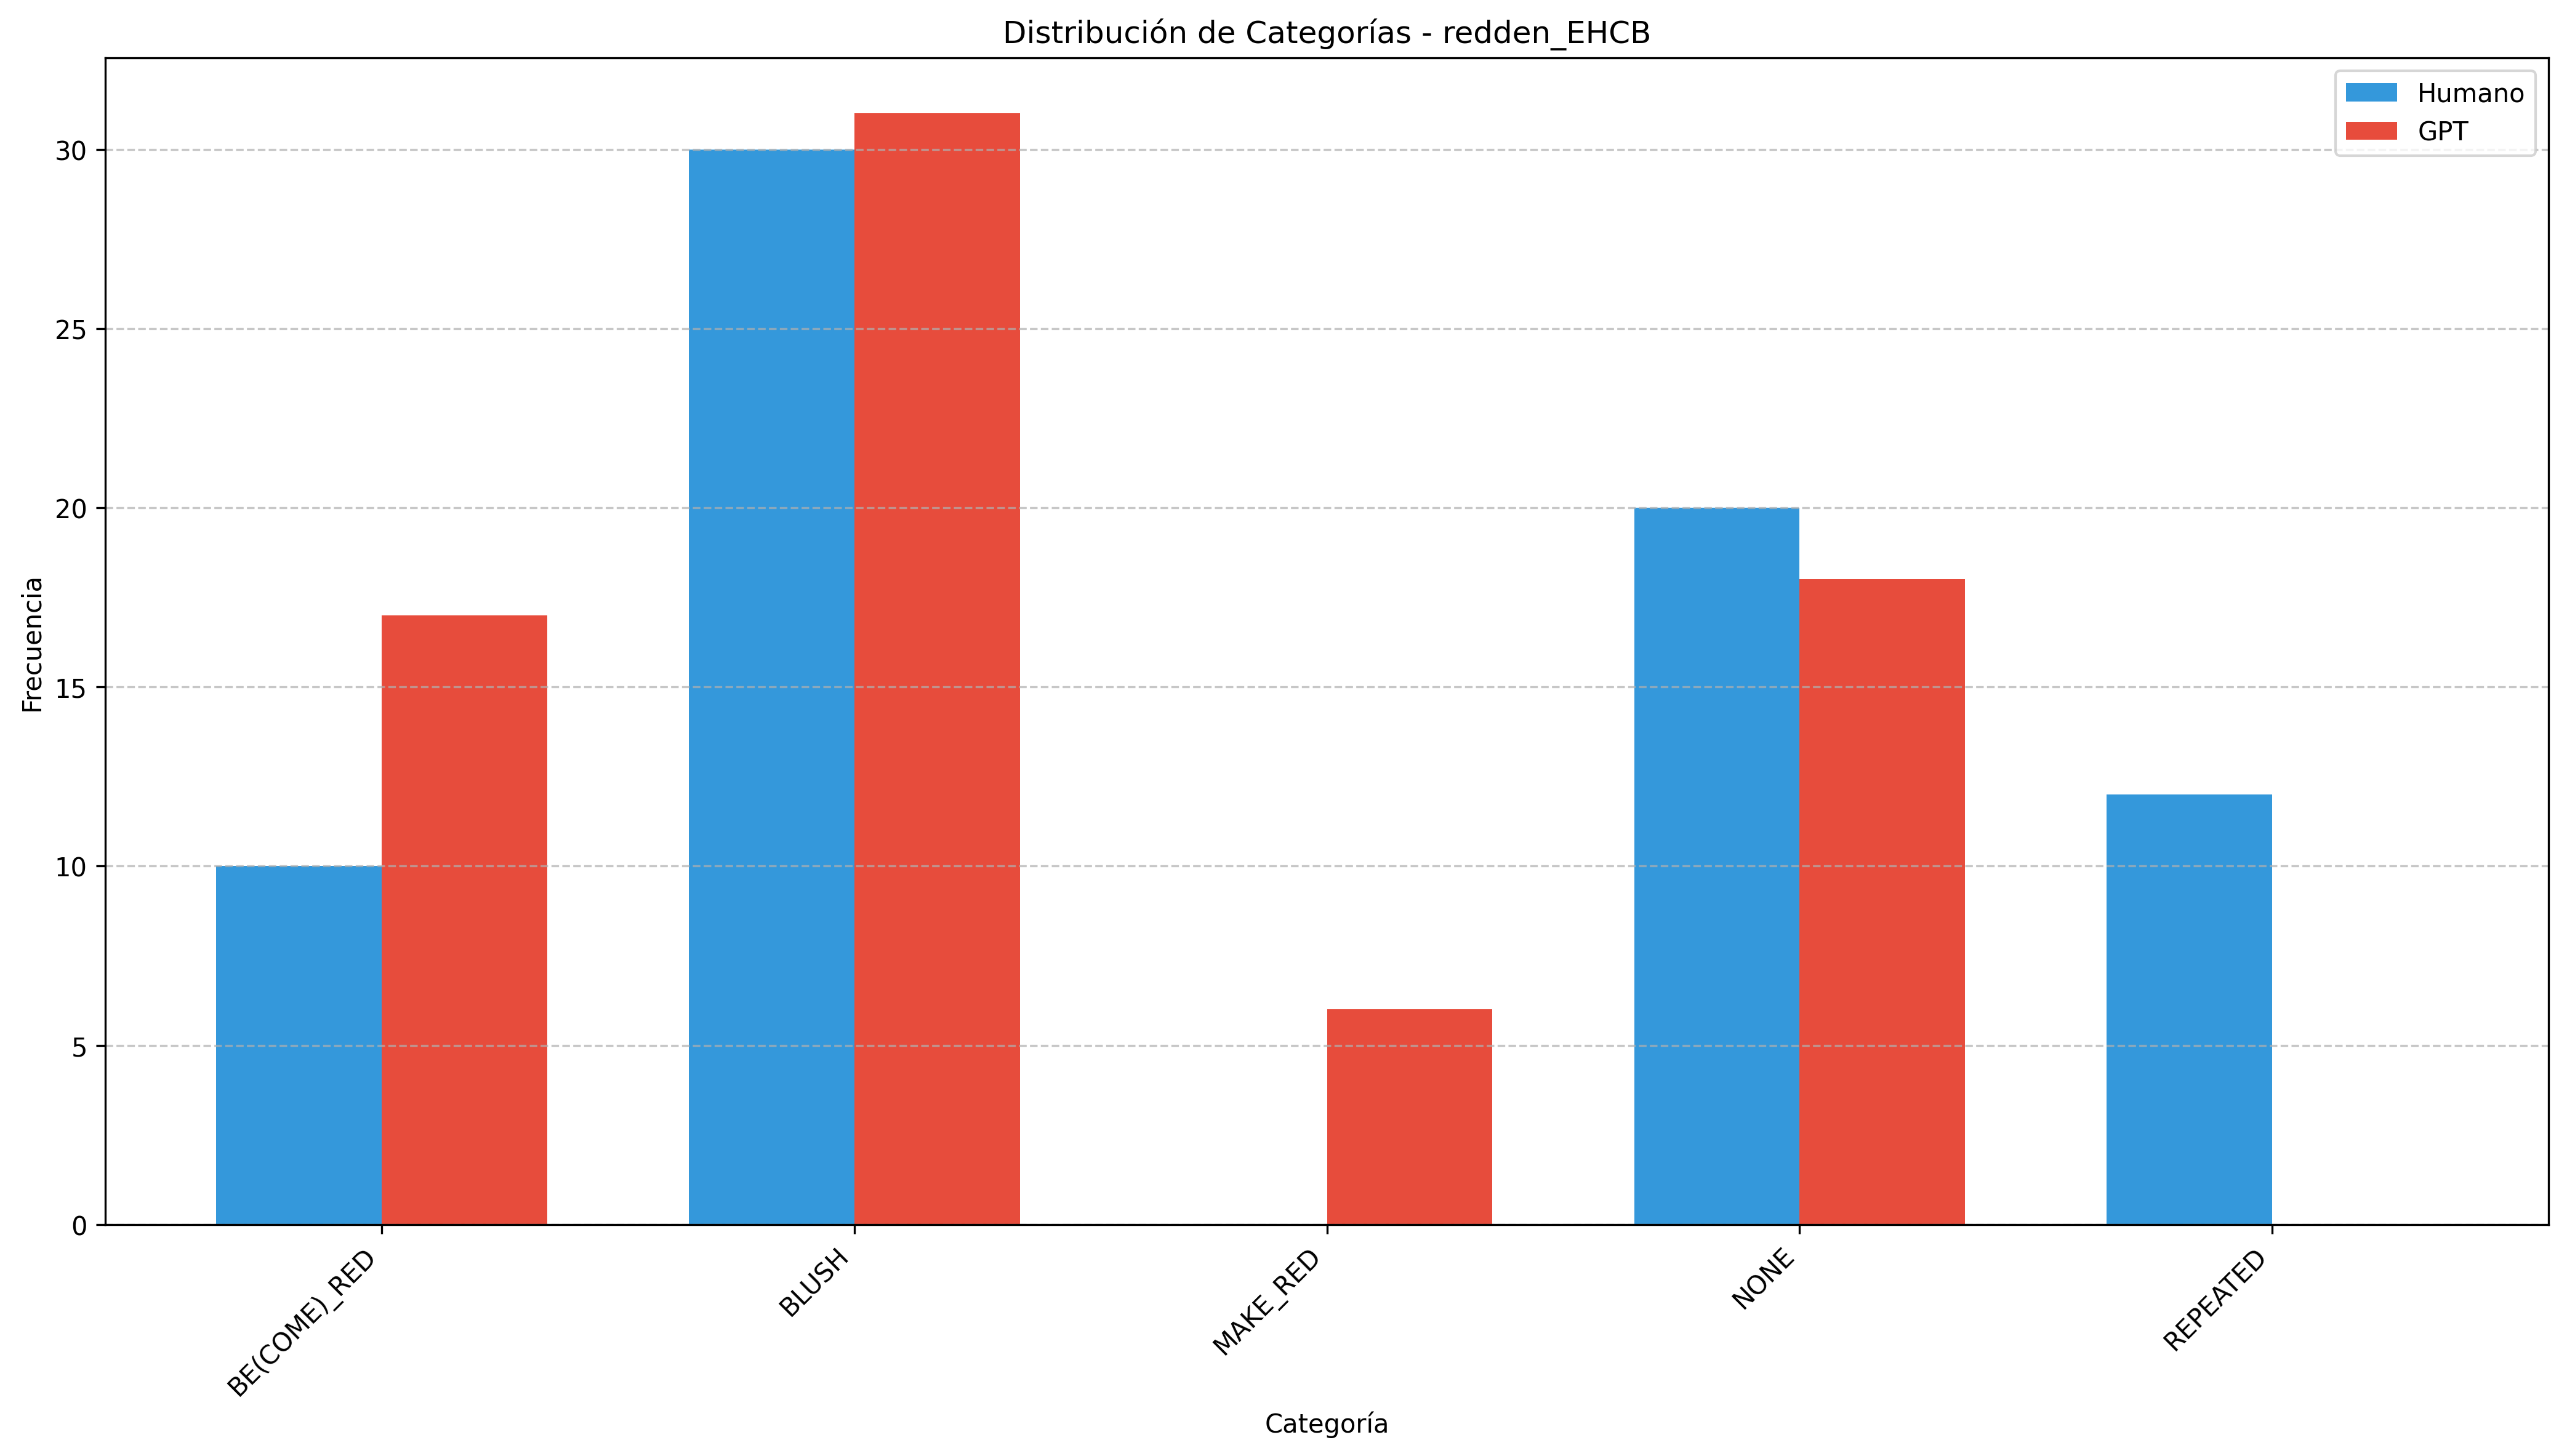 Distribución de Categorías - redden_EHCB
Humano
GPT
Frecuencia
30
25
20
15
10
5
0
BE(COME)_RED
BLUSH
MAKE_RED
NONE
REPEATED
Categoría